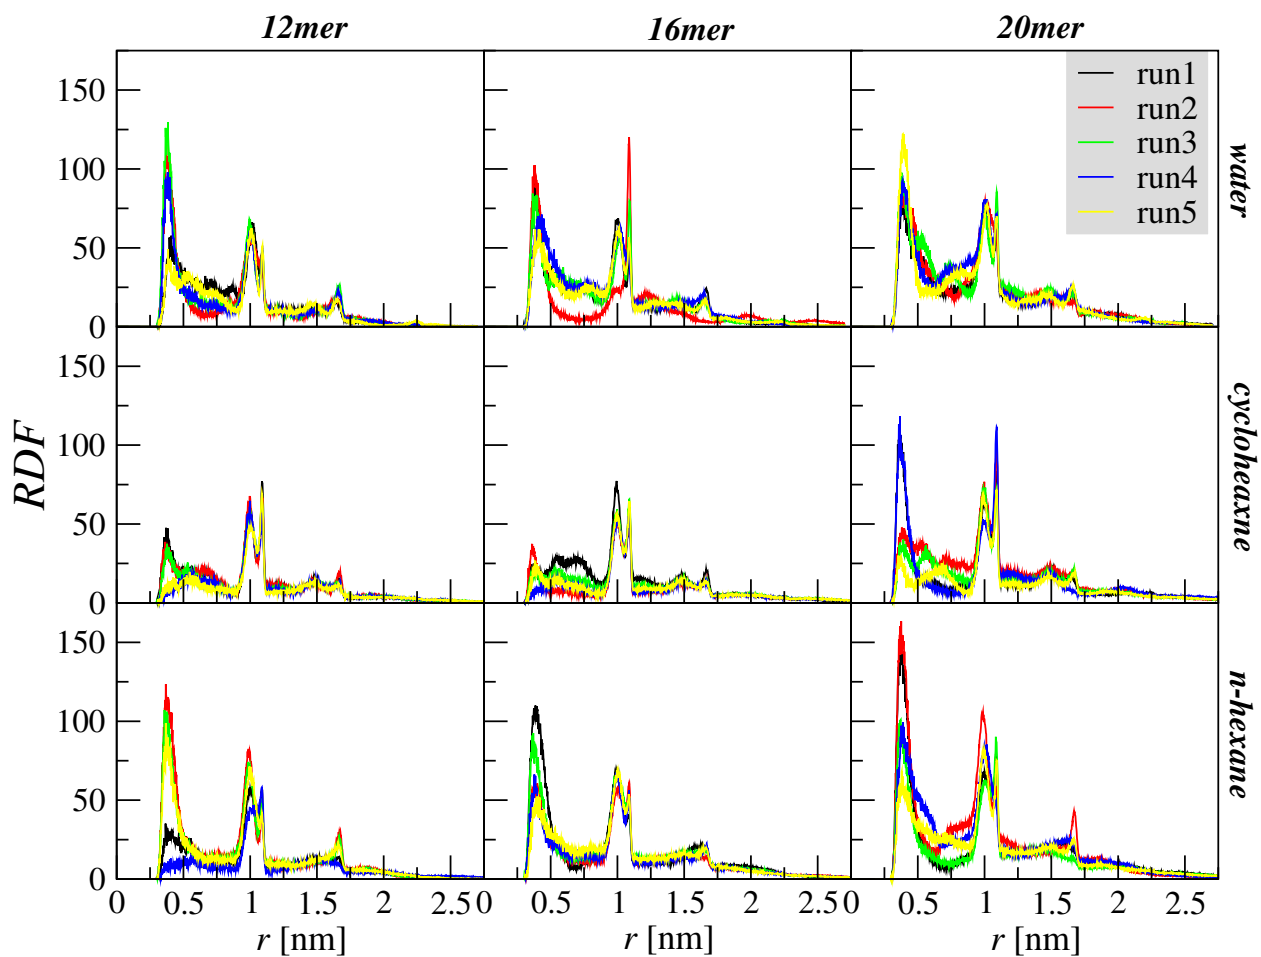 12mer 16mer 20mer
150
100
50
0
run1
run2
run3
run4
run5
water
150
100
50
0
cycloheaxne
RDF
150
100
50
0
n-hexane
0 0.5 1 1.5 2 2.5 0 0.5 1 1.5 2 2.5 0 0.5 1 1.5 2 2.5
r [nm] r [nm] r [nm]